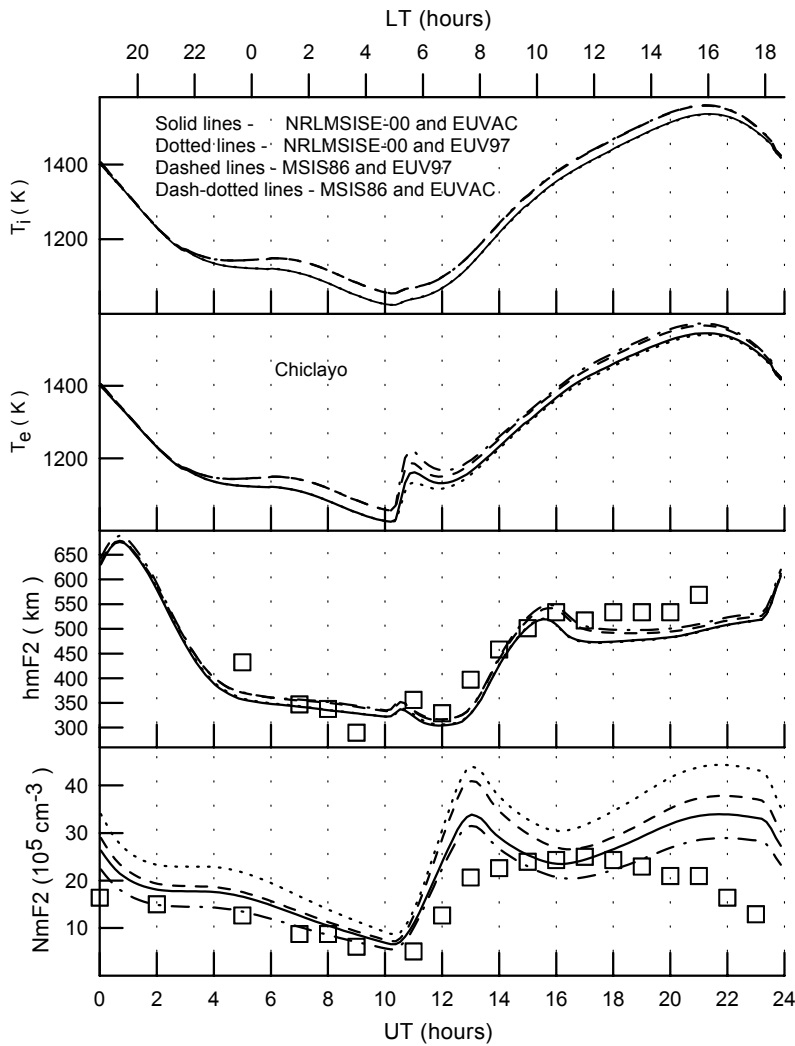 LT (hours)
20 22 0 2 4 6 8 10 12 14 16 18
Solid lines - NRLMSISE-00 and EUVAC
Dotted lines - NRLMSISE-00 and EUV97
Dashed lines - MSIS86 and EUV97
Dash-dotted lines - MSIS86 and EUVAC
1400
1200
Ti ( K )
Chiclayo
1400
1200
Te ( K )
650
600
550
500
450
400
350
300
hmF2 ( km )
40
30
20
10
NmF2 (10⁵ cm⁻³)
0 2 4 6 8 10 12 14 16 18 20 22 24
UT (hours)